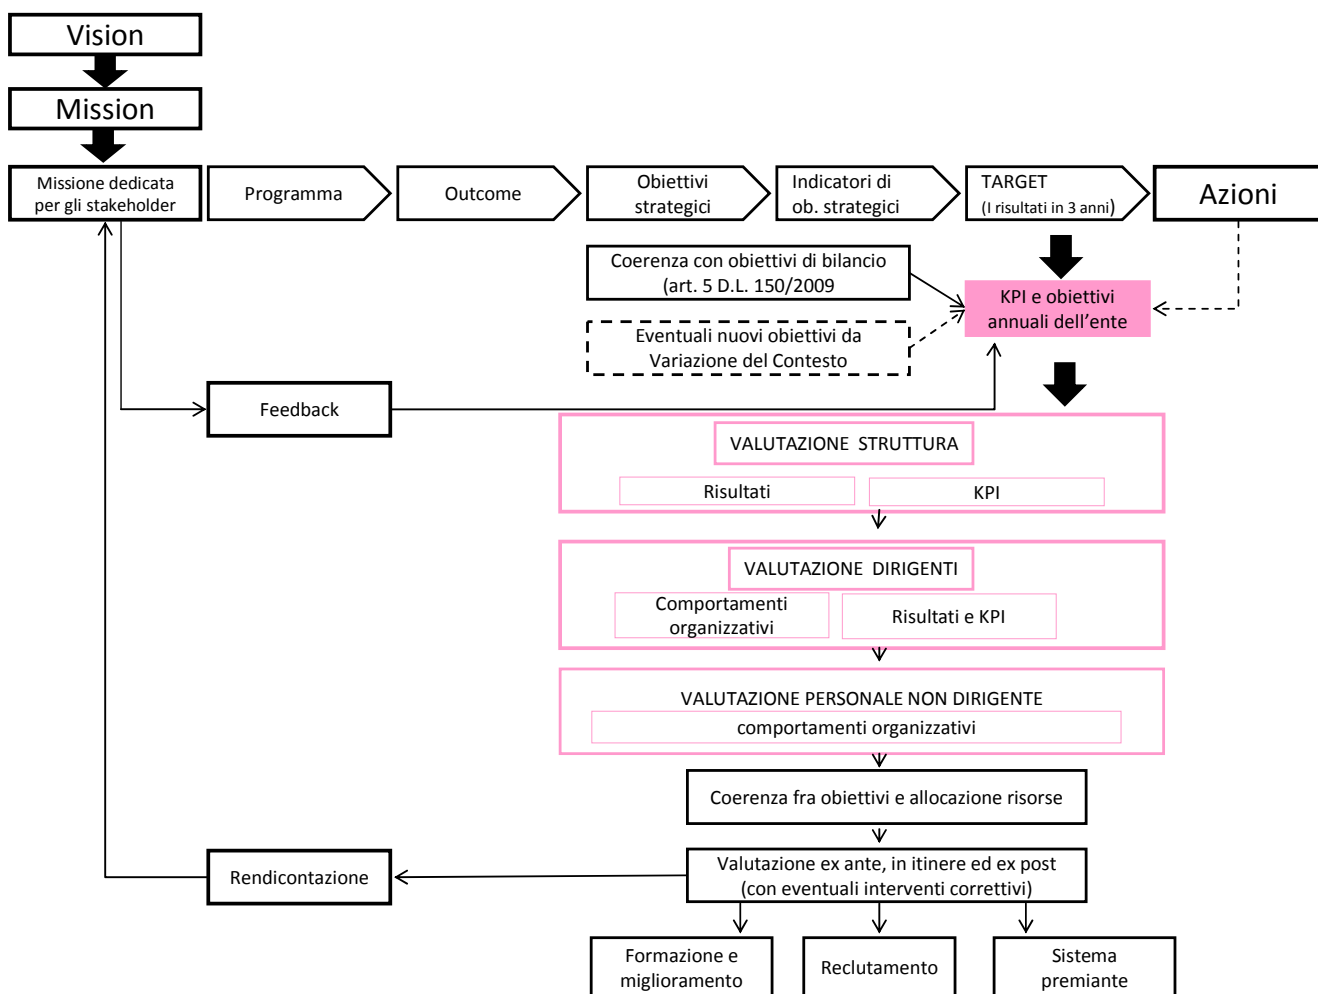 Vision
Mission
Missione dedicata
per gli stakeholder
Programma
Outcome
Obiettivi
strategici
Indicatori di
ob. strategici
TARGET
(I risultati in 3 anni)
Azioni
Coerenza con obiettivi di bilancio
(art. 5 D.L. 150/2009
KPI e obiettivi
annuali dell’ente
Eventuali nuovi obiettivi da
Variazione del Contesto
Feedback
VALUTAZIONE STRUTTURA
Risultati
KPI
VALUTAZIONE DIRIGENTI
Comportamenti
organizzativi
Risultati e KPI
VALUTAZIONE PERSONALE NON DIRIGENTE
comportamenti organizzativi
Coerenza fra obiettivi e allocazione risorse
Valutazione ex ante, in itinere ed ex post
(con eventuali interventi correttivi)
Rendicontazione
Formazione e
miglioramento
Reclutamento
Sistema
premiante